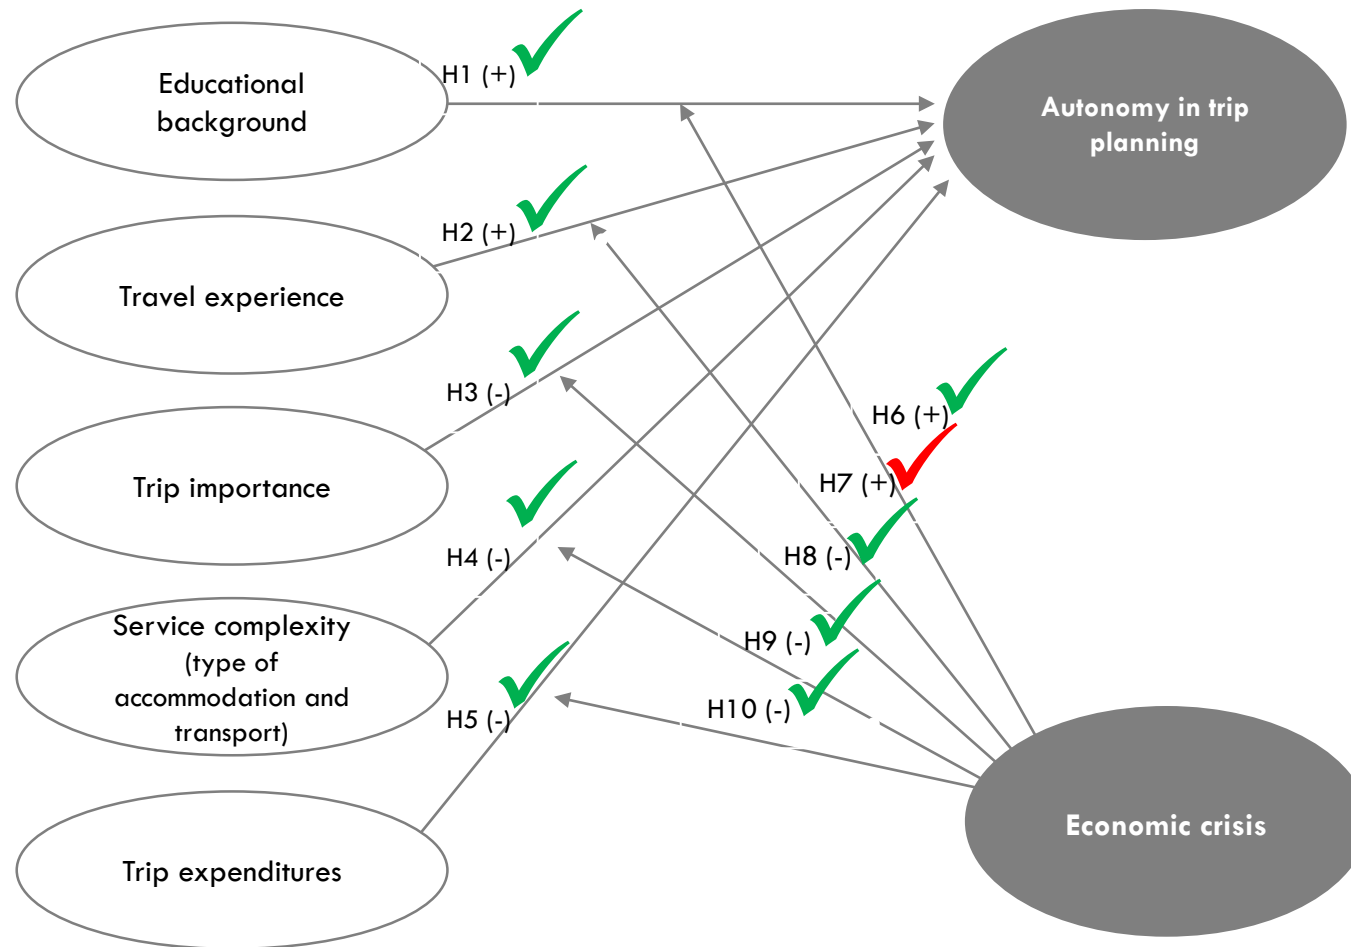 H1 (+)
Educational
background
Autonomy in trip
planning
H2 (+)
Travel experience
H3 (-)
H6 (+)
Trip importance
H7 (+)
H4 (-)
H8 (-)
Service complexity
(type of
accommodation and
transport)
H9 (-)
H5 (-)
H10 (-)
Economic crisis
Trip expenditures